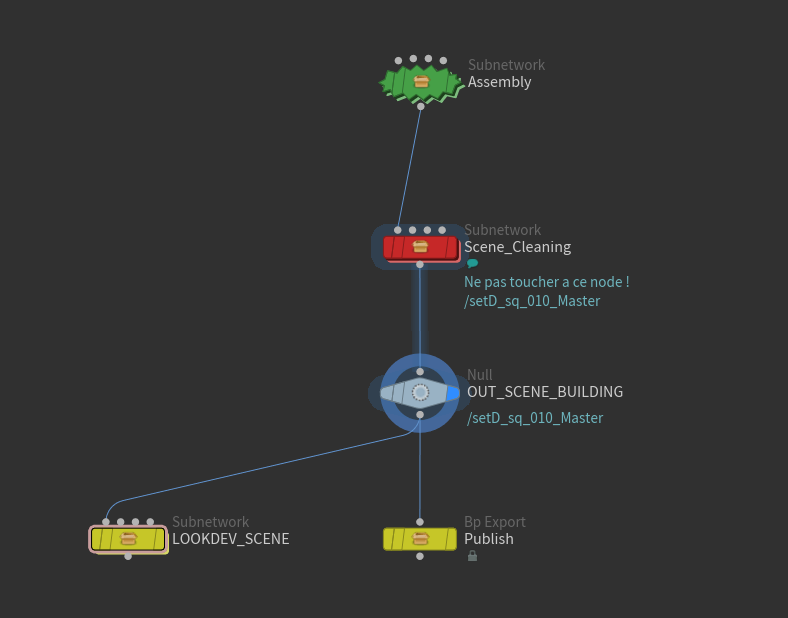 Subnetwork
Assembly
Subnetwork
Scene_Cleaning
Ne pas toucher a ce node !
/setD_sq_010_Master
Null
OUT_SCENE_BUILDING
/setD_sq_010_Master
Subnetwork
LOOKDEV_SCENE
Bp Export
Publish